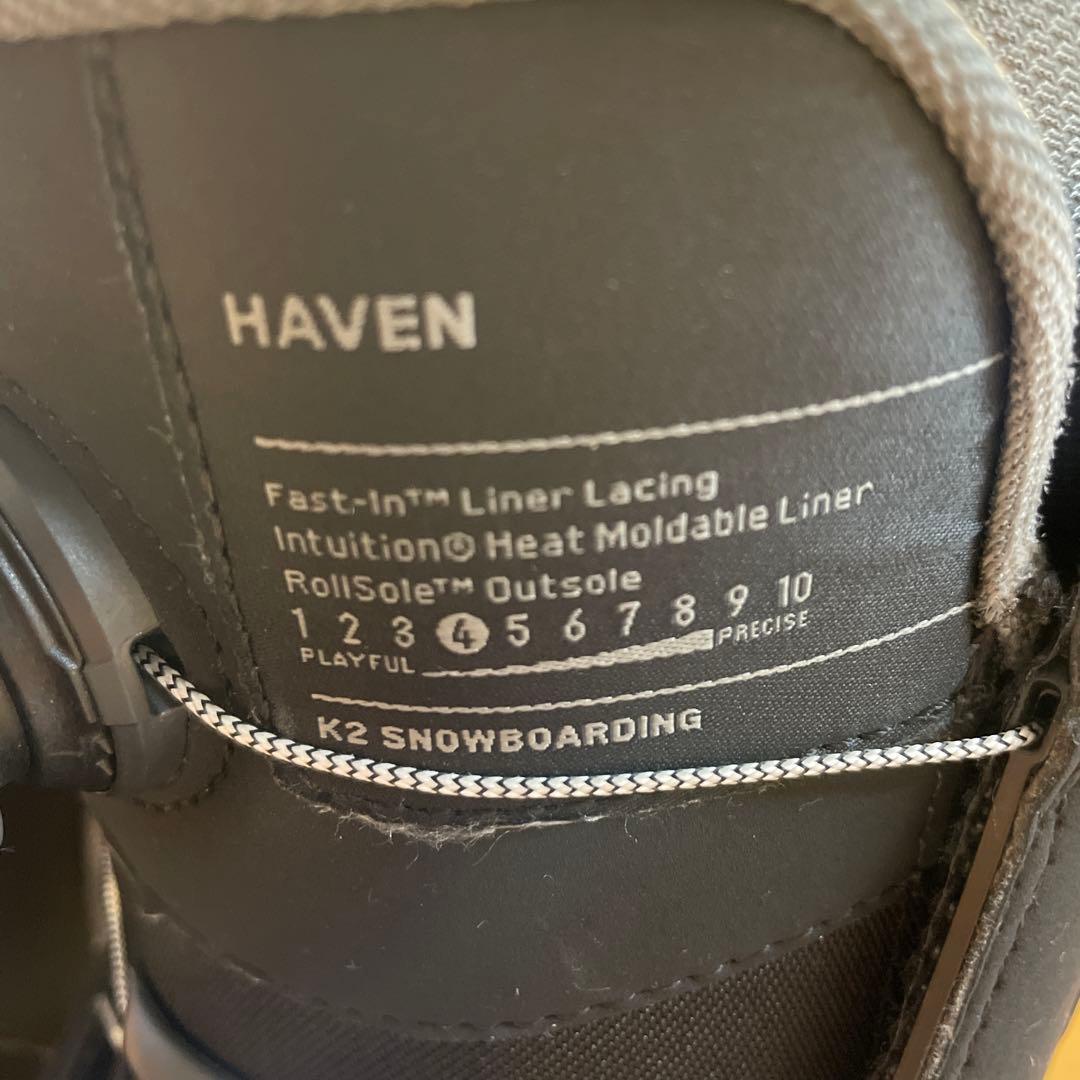 HAVEN
Fast-In™ Liner Lacing
Intuition® Heat Moldable Liner
RollSole™ Outsole
1 2 3 4 5 6 7 8 9 10
PLAYFUL PRECISE
K2 SNOWBOARDING